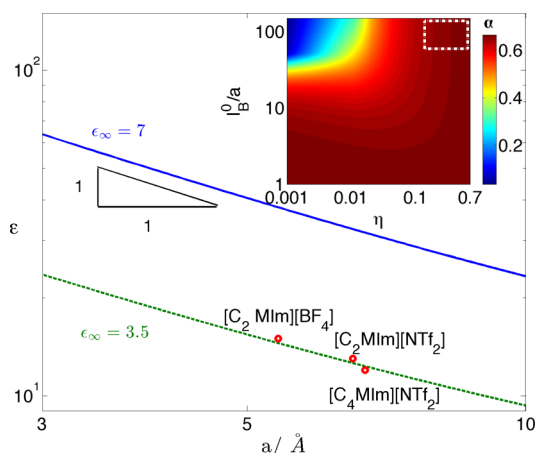 10²
ϵ∞ = 7
1
1
ε
ϵ∞ = 3.5
[C₂ MIm][BF₄]
[C₂MIm][NTf₂]
[C₄MIm][NTf₂]
10¹
3
5
10
a/ Å
100
10
1
l_B⁰/a
0.001
0.01
0.1
0.7
η
α
0.6
0.4
0.2